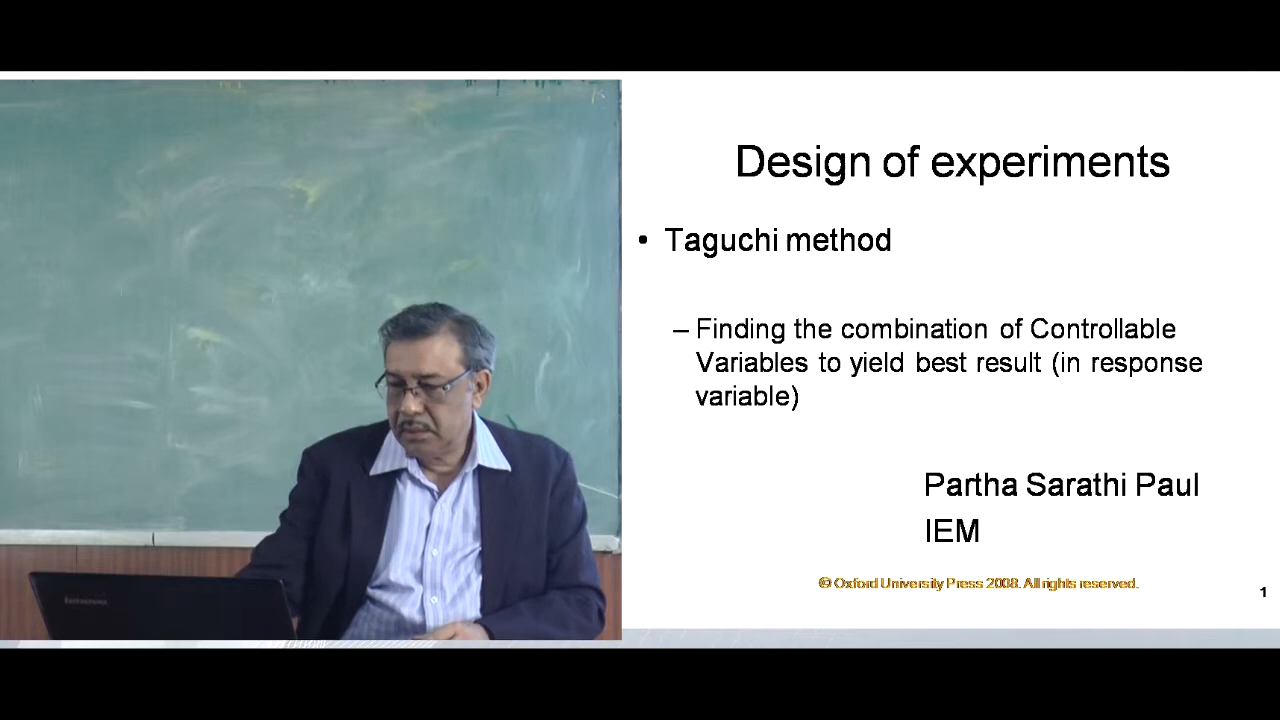 Design of experiments
• Taguchi method
– Finding the combination of Controllable
Variables to yield best result (in response
variable)
Partha Sarathi Paul
IEM
© Oxford University Press 2008. All rights reserved.
1
lenovo